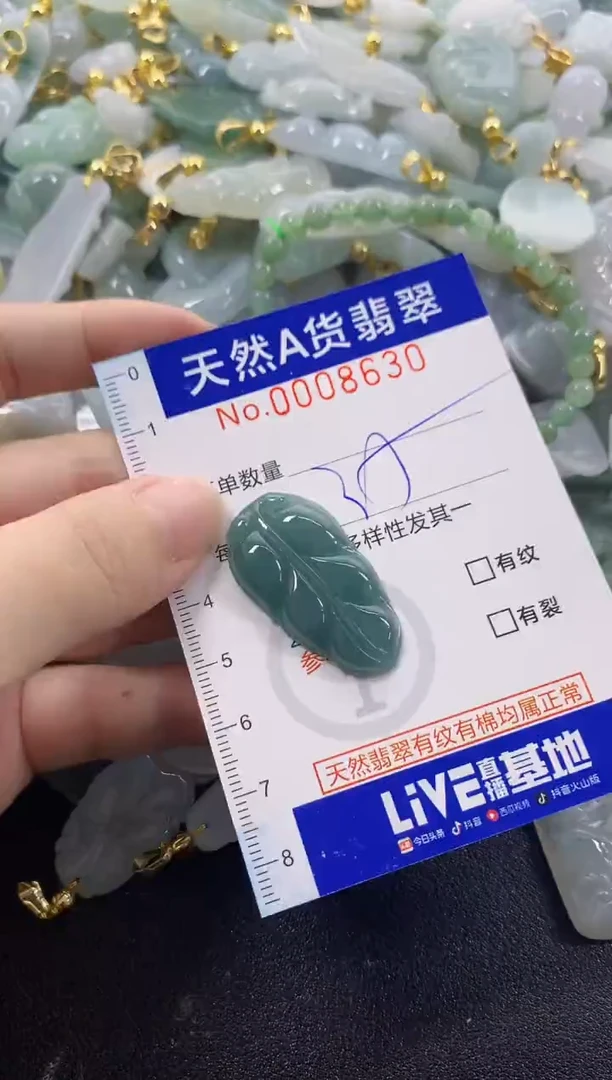 天然A货翡翠
No.0008630
0
1
单数量
多样性发其一
有纹
4
有裂
5
参
6
天然翡翠有纹有棉均属正常
7
LiVE直播基地
8
今日头条 抖音 西瓜视频 抖音火山版